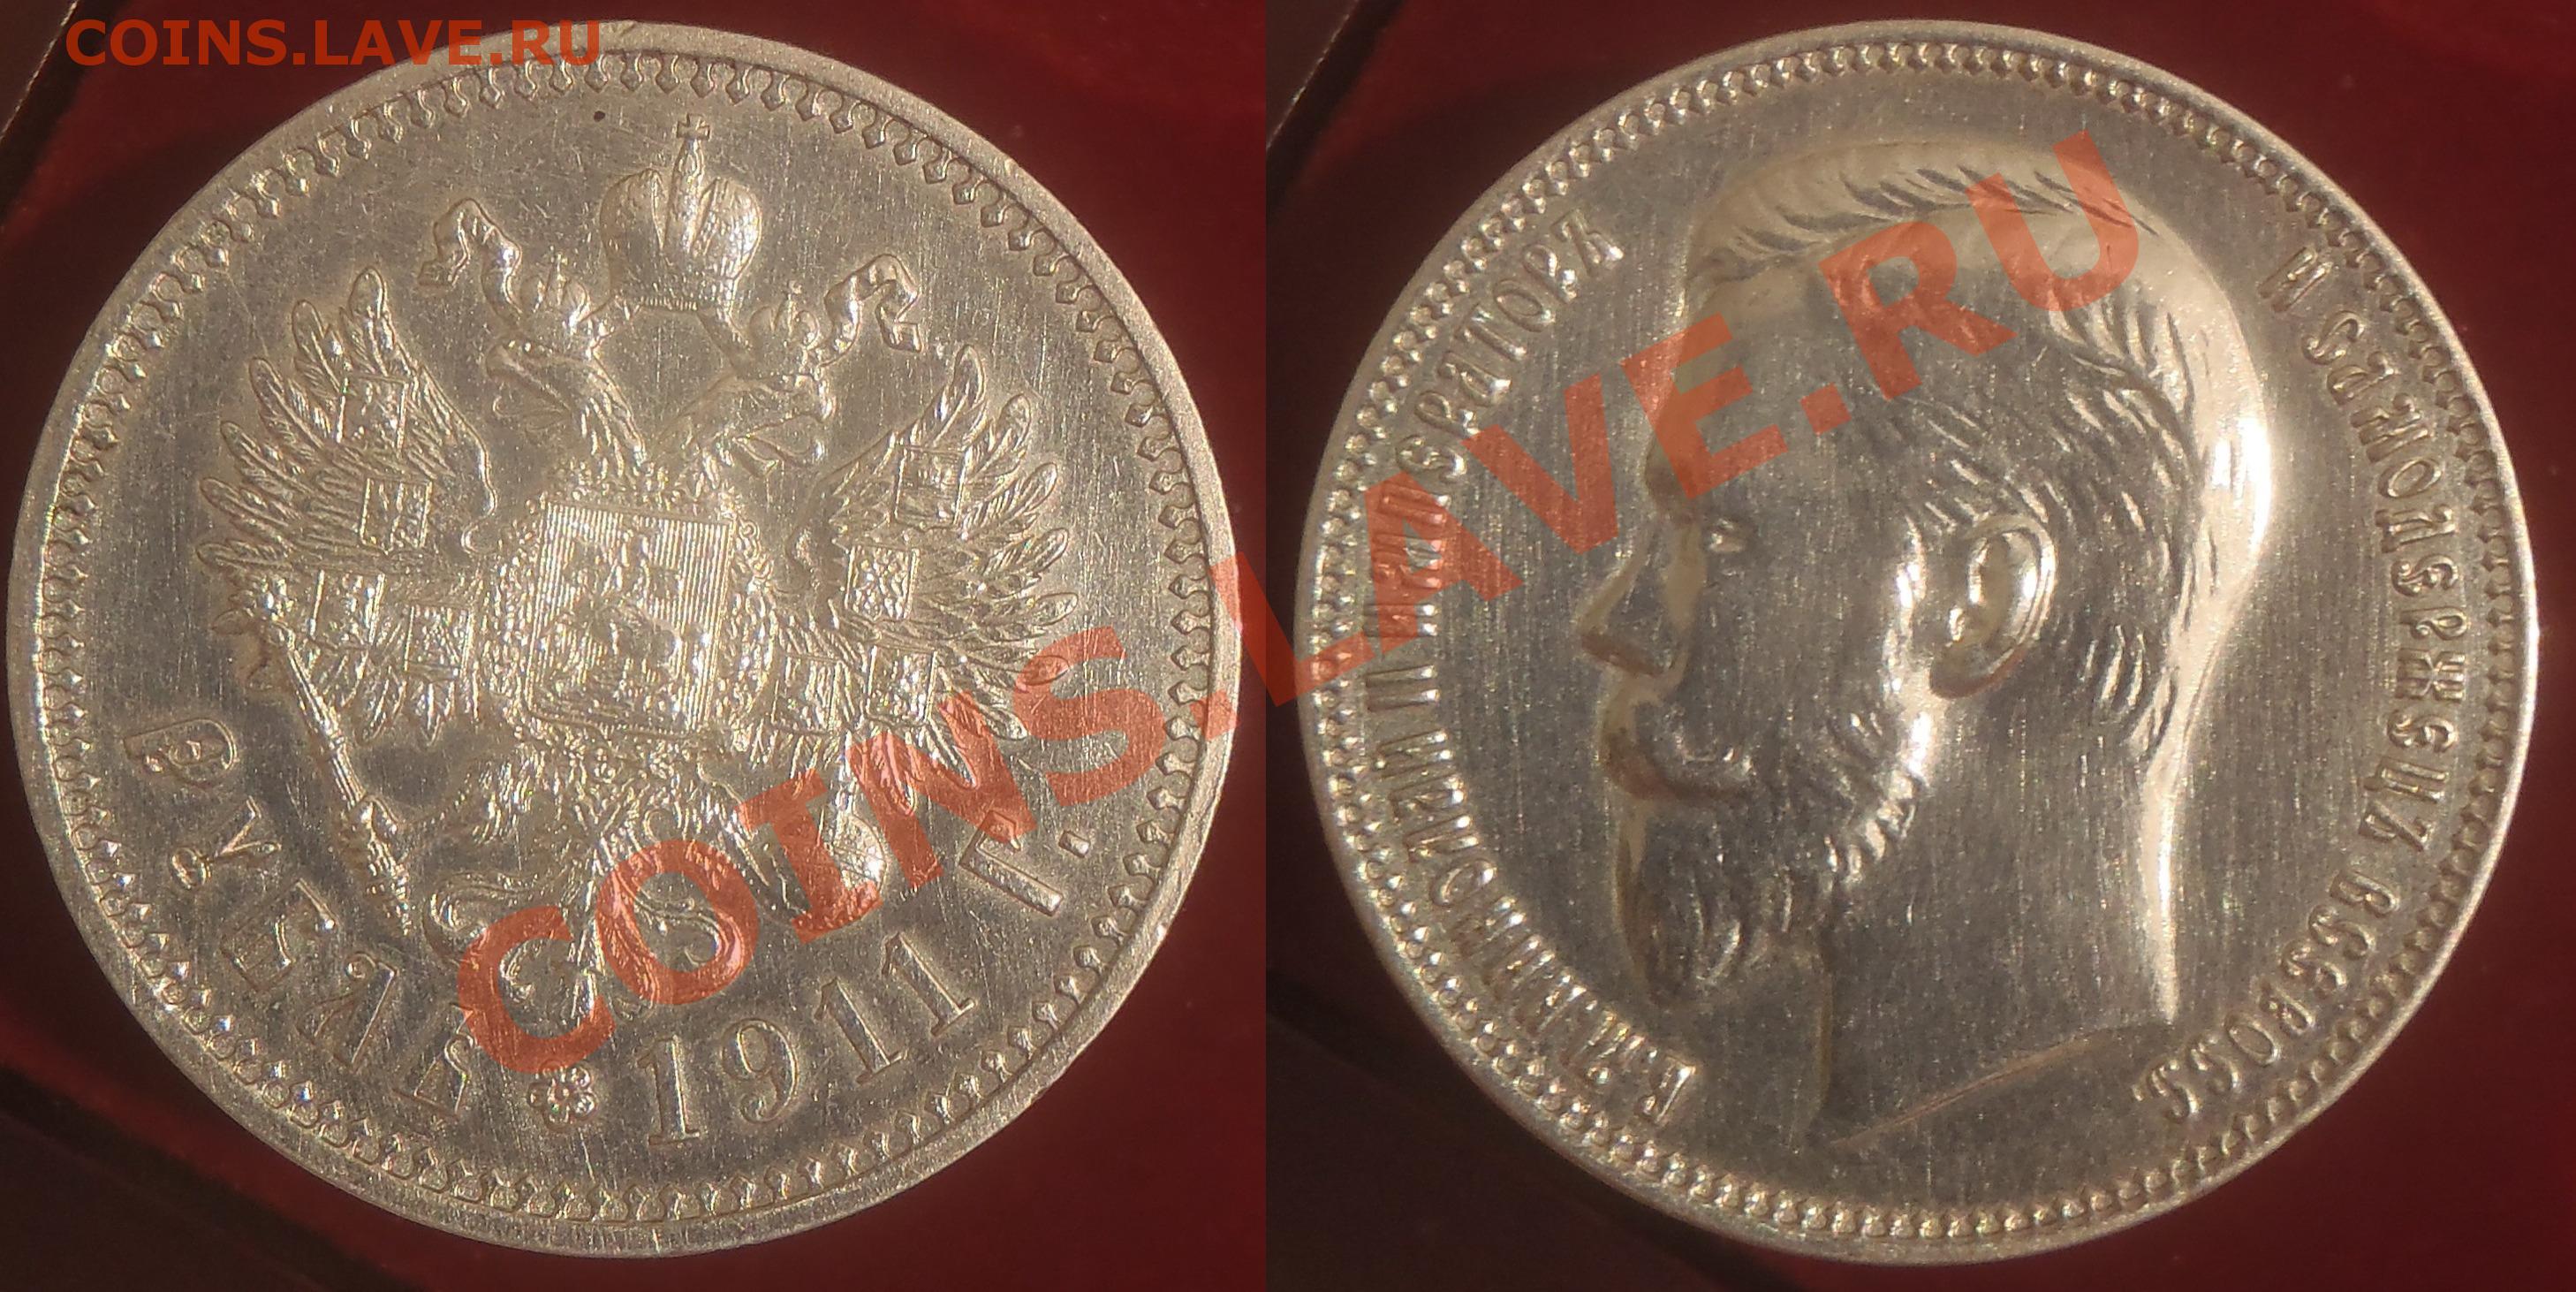 COINS.LAVE.RU
РУБЛЬ 1911 Г.
Б.М.НИКОЛАЙ II ИМПЕРАТОРЪ
И САМОДЕРЖЕЦЪ ВСЕРОСС.
COINS.LAVE.RU